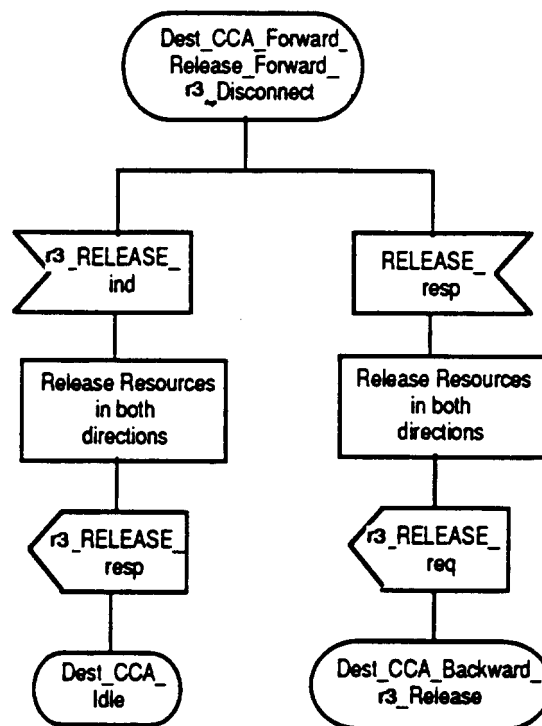 Dest_CCA_Forward_
Release_Forward_
r3_Disconnect
r3_RELEASE_
ind
Release Resources
in both
directions
r3_RELEASE_
resp
Dest_CCA_
Idle
RELEASE_
resp
Release Resources
in both
directions
r3_RELEASE_
req
Dest_CCA_Backward_
r3_Release